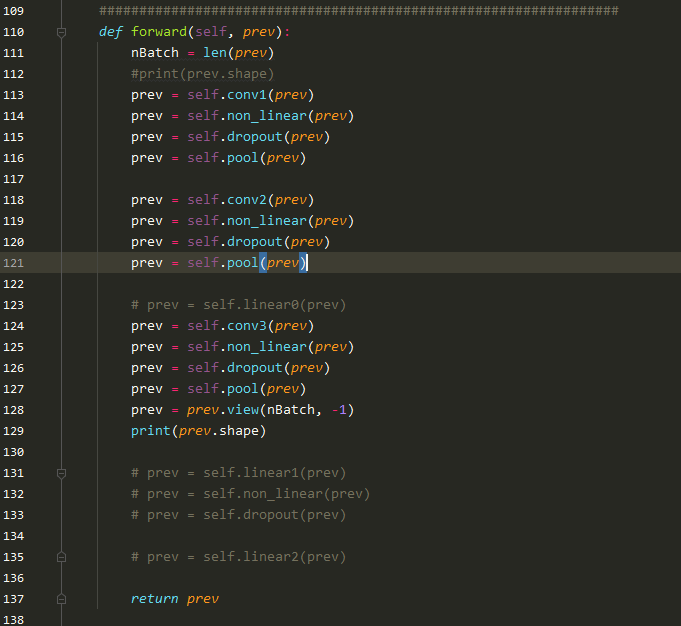 109 #################################################################
110 def forward(self, prev):
111 nBatch = len(prev)
112 #print(prev.shape)
113 prev = self.conv1(prev)
114 prev = self.non_linear(prev)
115 prev = self.dropout(prev)
116 prev = self.pool(prev)
117
118 prev = self.conv2(prev)
119 prev = self.non_linear(prev)
120 prev = self.dropout(prev)
121 prev = self.pool(prev)
122
123 # prev = self.linear0(prev)
124 prev = self.conv3(prev)
125 prev = self.non_linear(prev)
126 prev = self.dropout(prev)
127 prev = self.pool(prev)
128 prev = prev.view(nBatch, -1)
129 print(prev.shape)
130
131 # prev = self.linear1(prev)
132 # prev = self.non_linear(prev)
133 # prev = self.dropout(prev)
134
135 # prev = self.linear2(prev)
136
137 return prev
138